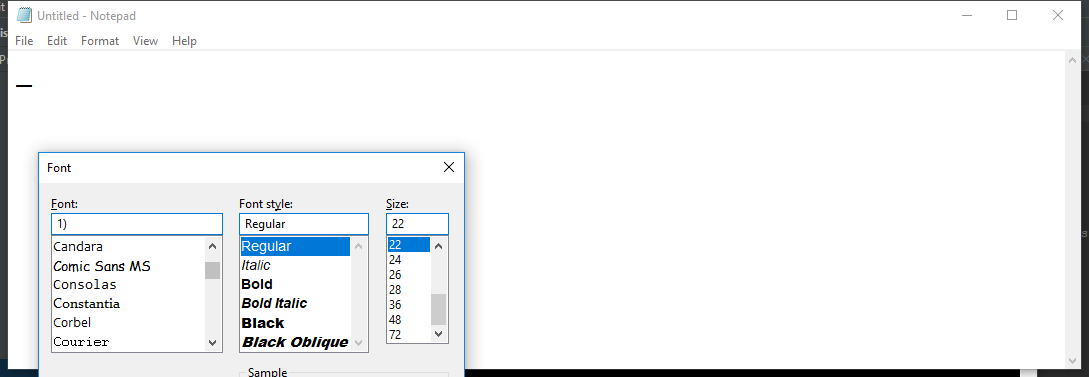 Untitled - Notepad
File Edit Format View Help
—
Font
Font: Font style: Size:
1) Regular 22
Candara Regular 22
Comic Sans MS Italic 24
Consolas Bold 26
Constantia Bold Italic 28
Corbel Black 36
Courier Black Oblique 48
72
Sample